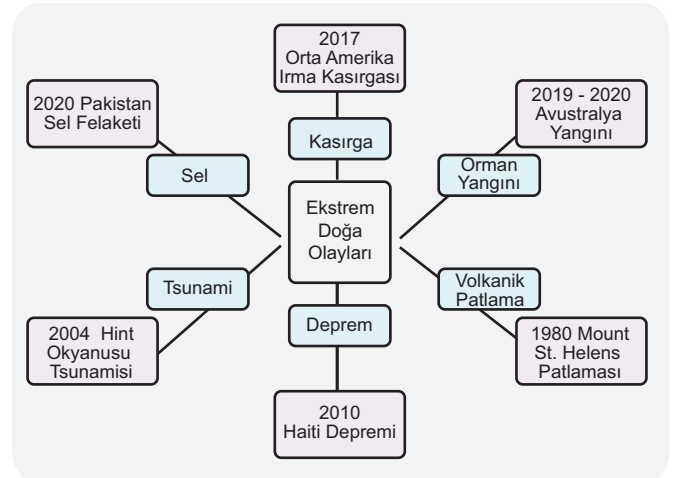 2017
Orta Amerika
Irma Kasırgası
2020 Pakistan
Sel Felaketi
2019 - 2020
Avustralya
Yangını
Kasırga
Sel
Orman
Yangını
Ekstrem
Doğa
Olayları
Tsunami
Volkanik
Patlama
Deprem
2004 Hint
Okyanusu
Tsunamisi
1980 Mount
St. Helens
Patlaması
2010
Haiti Depremi